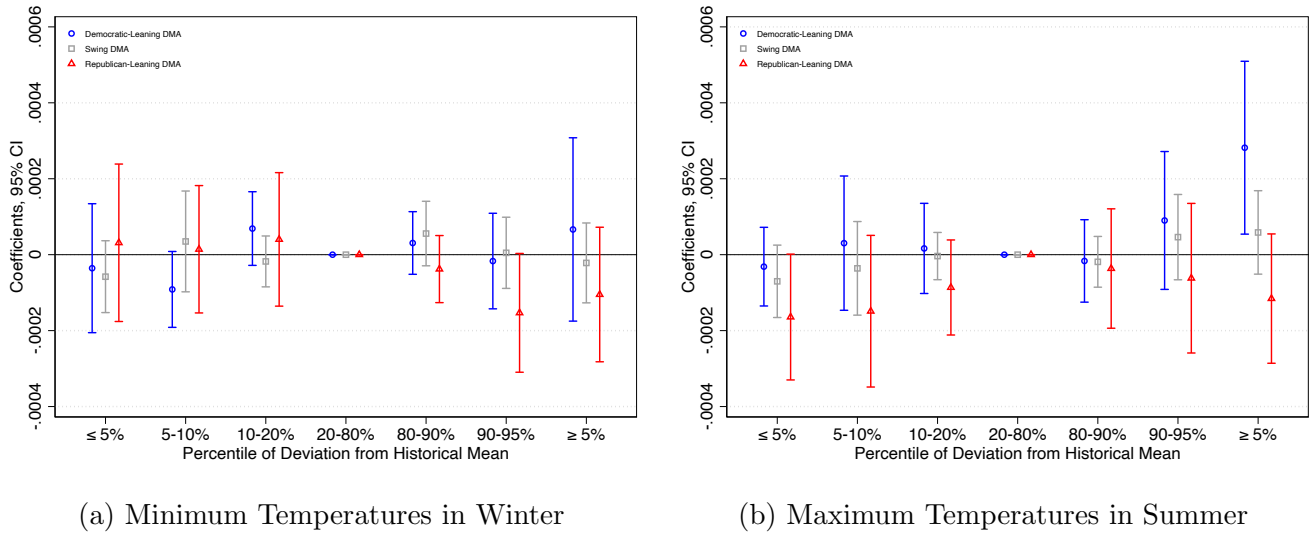 .0006
.0004
.0002
0
-.0002
-.0004
Coefficients, 95% CI
Democratic-Leaning DMA
Swing DMA
Republican-Leaning DMA
≤ 5%
5-10%
10-20%
20-80%
80-90%
90-95%
≥ 5%
Percentile of Deviation from Historical Mean
(a) Minimum Temperatures in Winter
.0006
.0004
.0002
0
-.0002
-.0004
Coefficients, 95% CI
Democratic-Leaning DMA
Swing DMA
Republican-Leaning DMA
≤ 5%
5-10%
10-20%
20-80%
80-90%
90-95%
≥ 5%
Percentile of Deviation from Historical Mean
(b) Maximum Temperatures in Summer